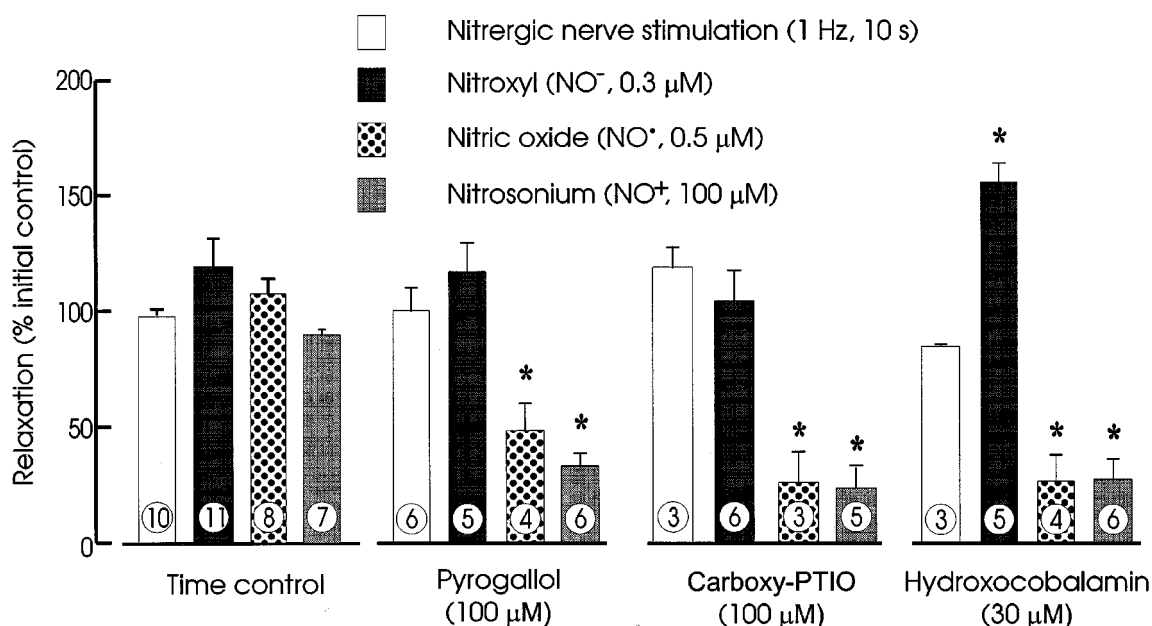 Nitrergic nerve stimulation (1 Hz, 10 s)
Nitroxyl (NO⁻, 0.3 μM)
Nitric oxide (NO•, 0.5 μM)
Nitrosonium (NO⁺, 100 μM)
Relaxation (% initial control)
200
150
100
50
0
*
* *
* *
* *
10 11 8 7
6 5 4 6
3 6 3 5
3 5 4 6
Time control
Pyrogallol
(100 μM)
Carboxy-PTIO
(100 μM)
Hydroxocobalamin
(30 μM)